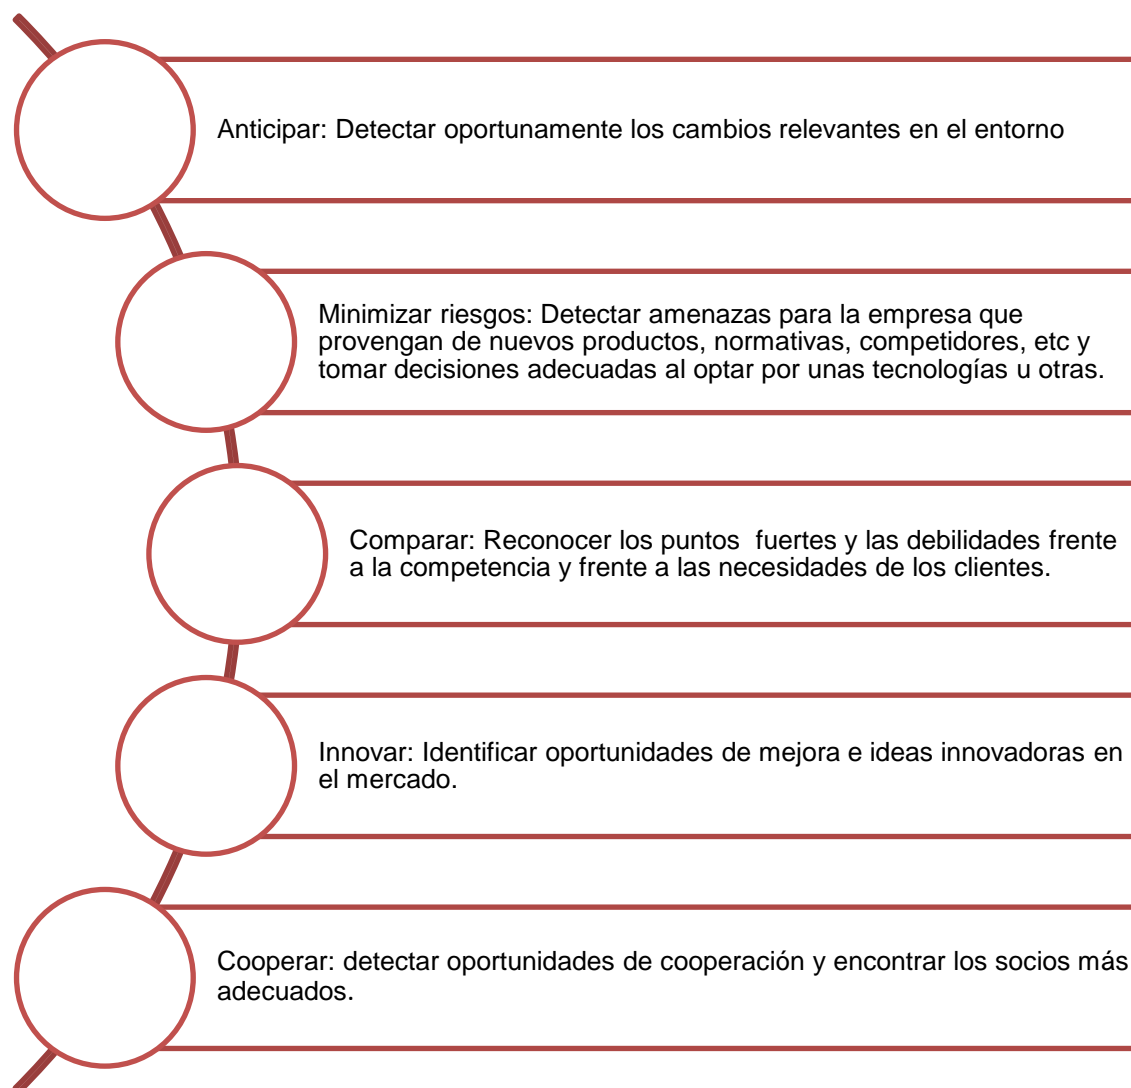 Anticipar: Detectar oportunamente los cambios relevantes en el entorno
Minimizar riesgos: Detectar amenazas para la empresa que
provengan de nuevos productos, normativas, competidores, etc y
tomar decisiones adecuadas al optar por unas tecnologías u otras.
Comparar: Reconocer los puntos  fuertes y las debilidades frente
a la competencia y frente a las necesidades de los clientes.
Innovar: Identificar oportunidades de mejora e ideas innovadoras en
el mercado.
Cooperar: detectar oportunidades de cooperación y encontrar los socios más
adecuados.